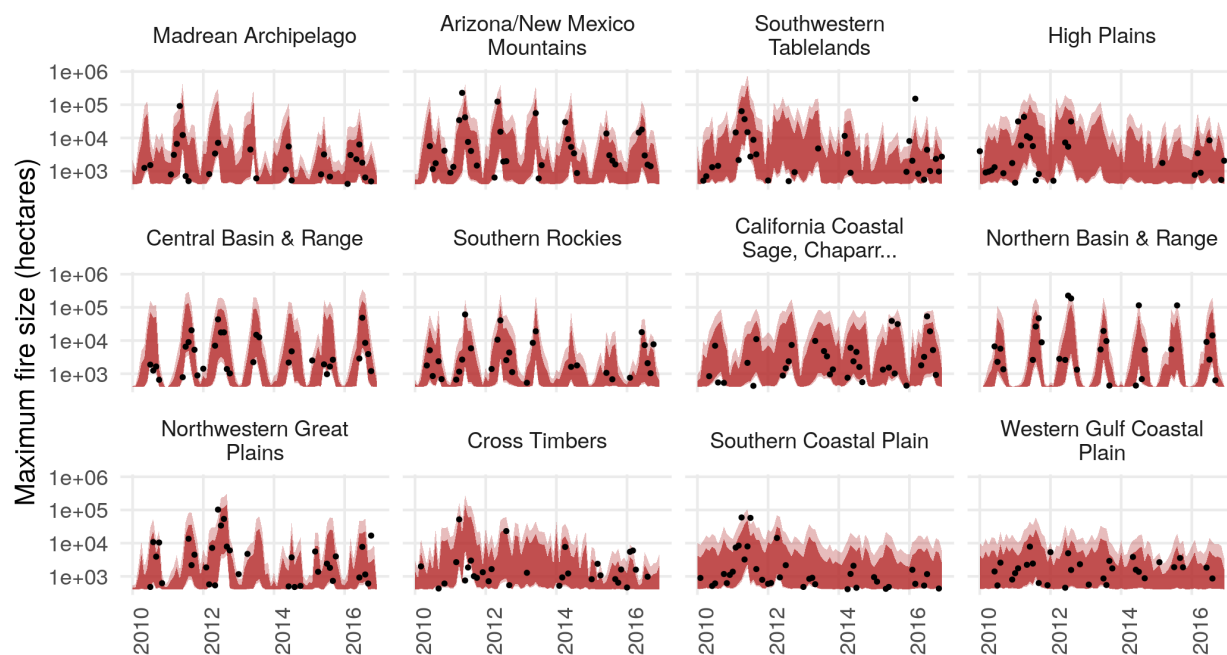 Maximum fire size (hectares)
Madrean Archipelago
Arizona/New Mexico
Mountains
Southwestern
Tablelands
High Plains
1e+06
1e+05
1e+04
1e+03
Central Basin & Range
Southern Rockies
California Coastal
Sage, Chaparr...
Northern Basin & Range
1e+06
1e+05
1e+04
1e+03
Northwestern Great
Plains
Cross Timbers
Southern Coastal Plain
Western Gulf Coastal
Plain
1e+06
1e+05
1e+04
1e+03
2010 2012 2014 2016 2010 2012 2014 2016 2010 2012 2014 2016 2010 2012 2014 2016